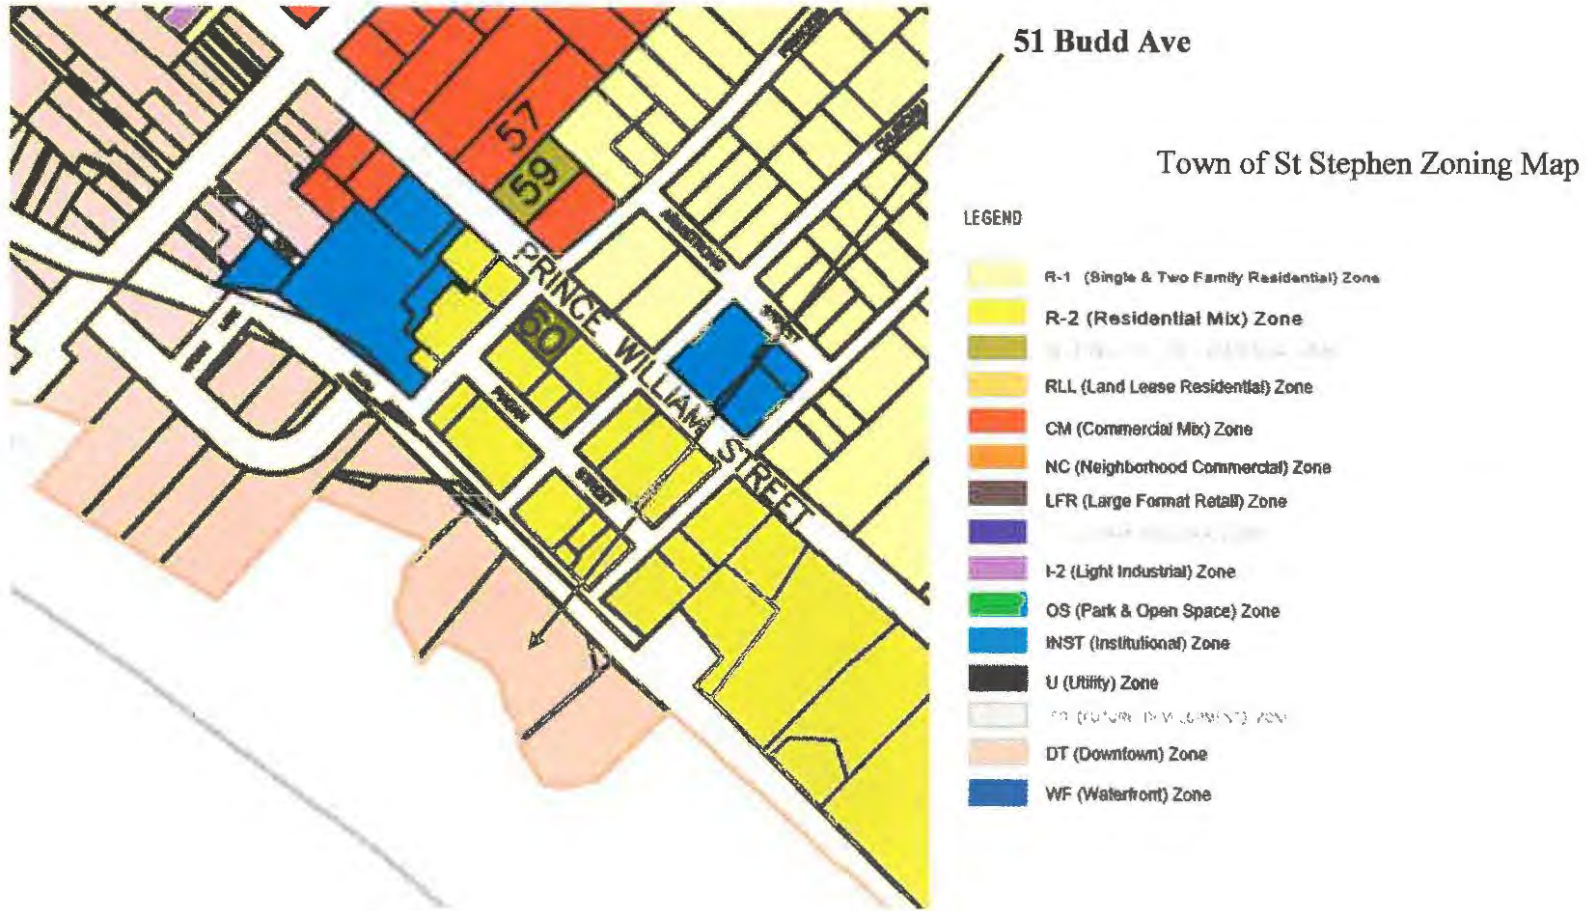 51 Budd Ave
Town of St Stephen Zoning Map
LEGEND
R-1 (Single & Two Family Residential) Zone
R-2 (Residential Mix) Zone
RLL (Land Lease Residential) Zone
CM (Commercial Mix) Zone
NC (Neighborhood Commercial) Zone
LFR (Large Format Retail) Zone
I-2 (Light Industrial) Zone
OS (Park & Open Space) Zone
INST (Institutional) Zone
U (Utility) Zone
DT (Downtown) Zone
WF (Waterfront) Zone
57
59
60
PRINCE WILLIAM STREET
ARMSTRONG
STREET
STREET